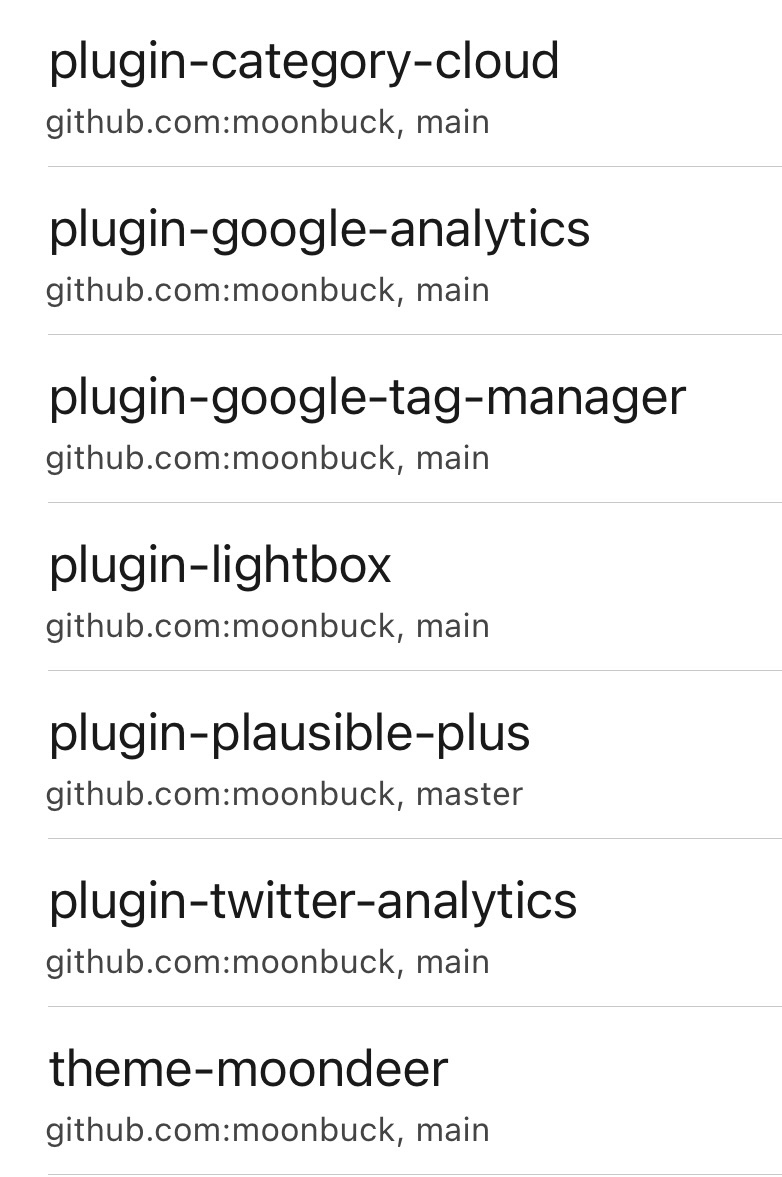 plugin-category-cloud
github.com:moonbuck, main
plugin-google-analytics
github.com:moonbuck, main
plugin-google-tag-manager
github.com:moonbuck, main
plugin-lightbox
github.com:moonbuck, main
plugin-plausible-plus
github.com:moonbuck, master
plugin-twitter-analytics
github.com:moonbuck, main
theme-moondeer
github.com:moonbuck, main